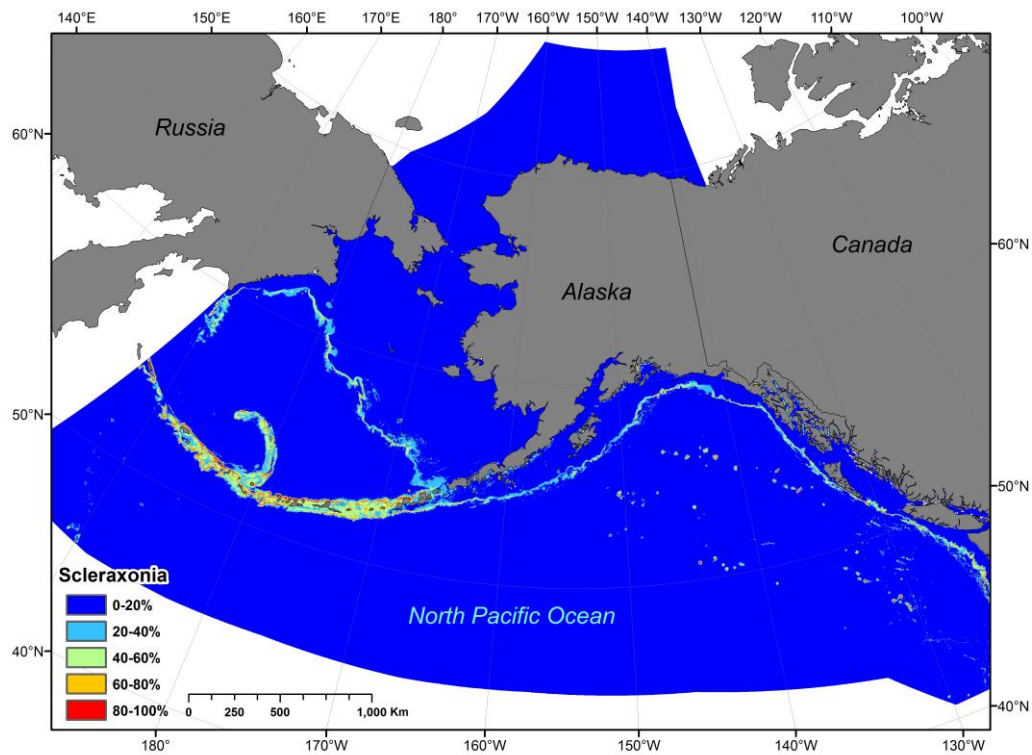 140°E 150°E 160°E 170°E 180° 170°W 160°W 150°W 140°W 130°W 120°W 110°W 100°W
60°N
Russia
Canada
60°N
Alaska
50°N
50°N
Scleraxonia
0-20%
20-40%
North Pacific Ocean
40-60%
40°N
60-80%
80-100%
0 250 500 1,000 Km
40°N
180° 170°W 160°W 150°W 140°W 130°W